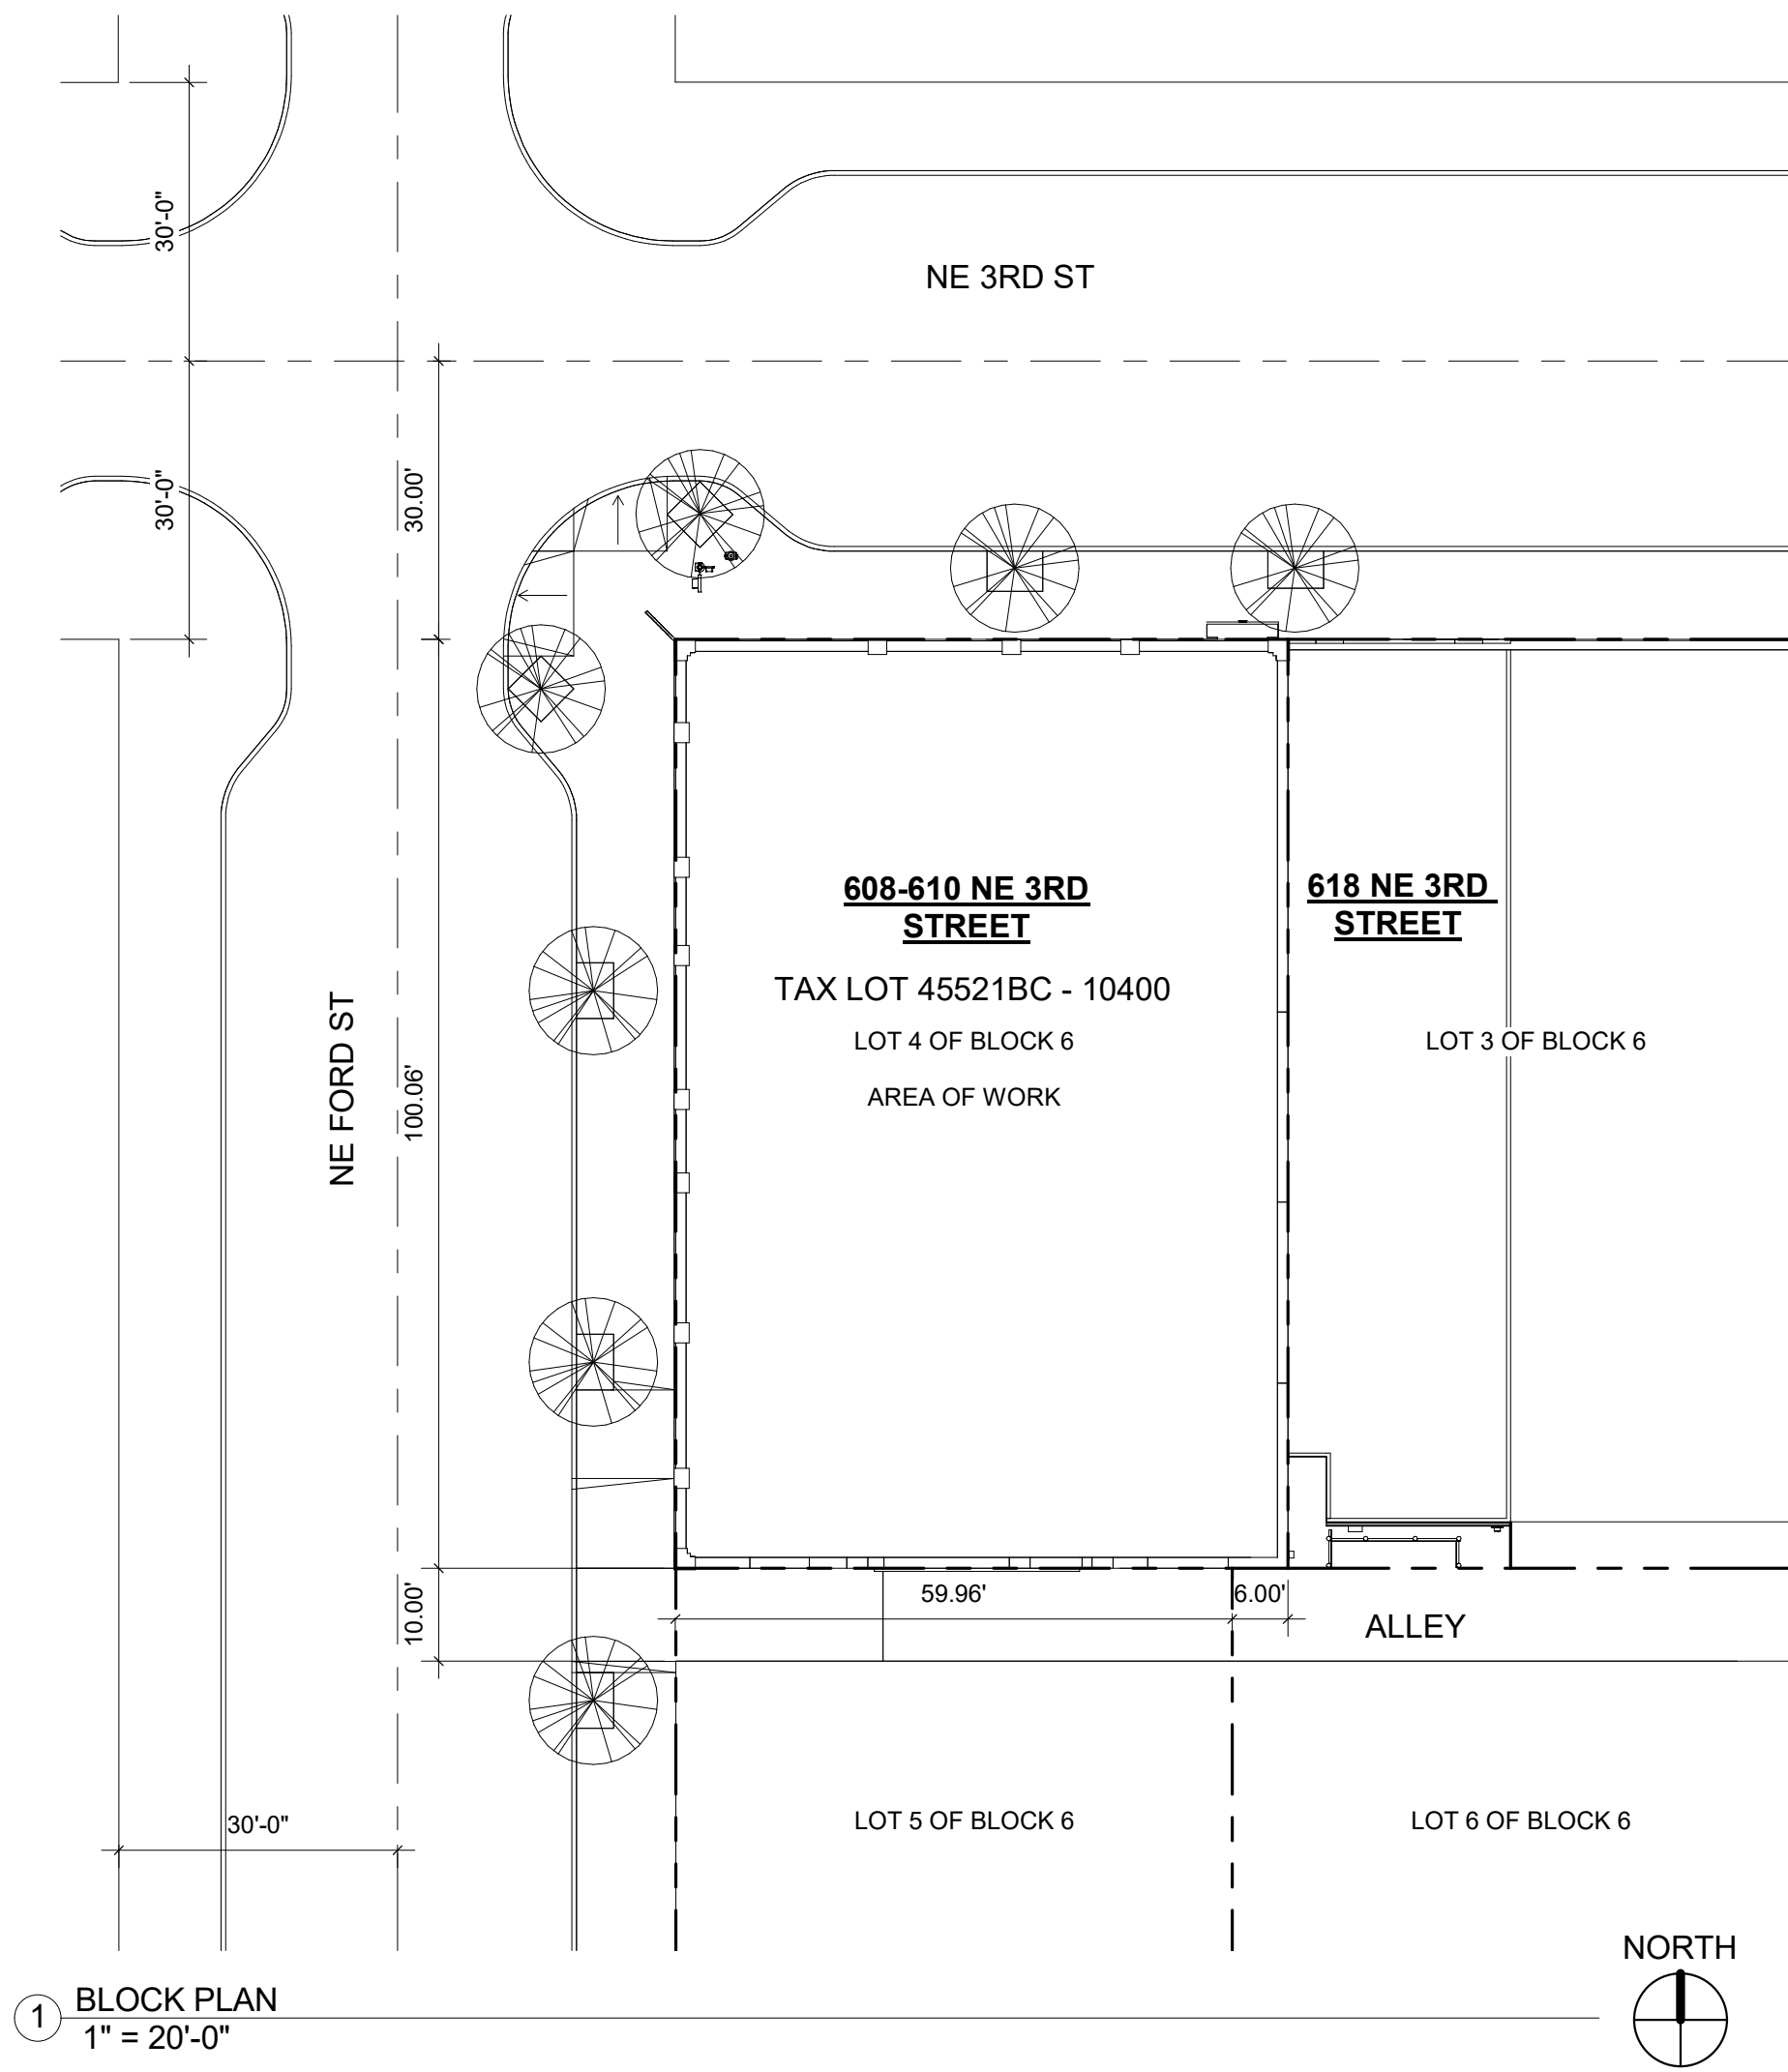 30'-0"
NE 3RD ST
30'-0"
30.00'
608-610 NE 3RD
STREET
618 NE 3RD
STREET
TAX LOT 45521BC - 10400
LOT 4 OF BLOCK 6
LOT 3 OF BLOCK 6
AREA OF WORK
NE FORD ST
100.06'
10.00'
59.96'
6.00'
ALLEY
30'-0"
LOT 5 OF BLOCK 6
LOT 6 OF BLOCK 6
NORTH
1
BLOCK PLAN
1" = 20'-0"